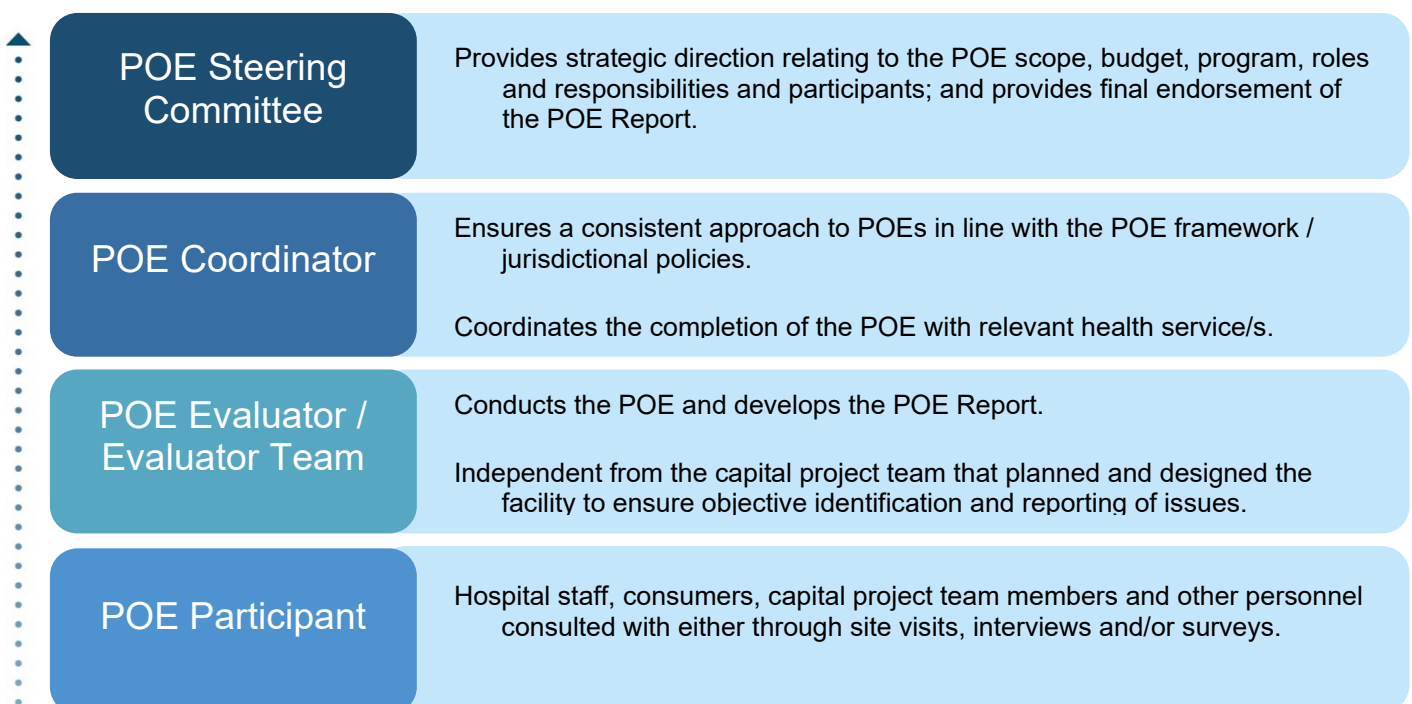 POE Steering
Committee
Provides strategic direction relating to the POE scope, budget, program, roles
and responsibilities and participants; and provides final endorsement of
the POE Report.
POE Coordinator
Ensures a consistent approach to POEs in line with the POE framework /
jurisdictional policies.
Coordinates the completion of the POE with relevant health service/s.
POE Evaluator /
Evaluator Team
Conducts the POE and develops the POE Report.
Independent from the capital project team that planned and designed the
facility to ensure objective identification and reporting of issues.
POE Participant
Hospital staff, consumers, capital project team members and other personnel
consulted with either through site visits, interviews and/or surveys.